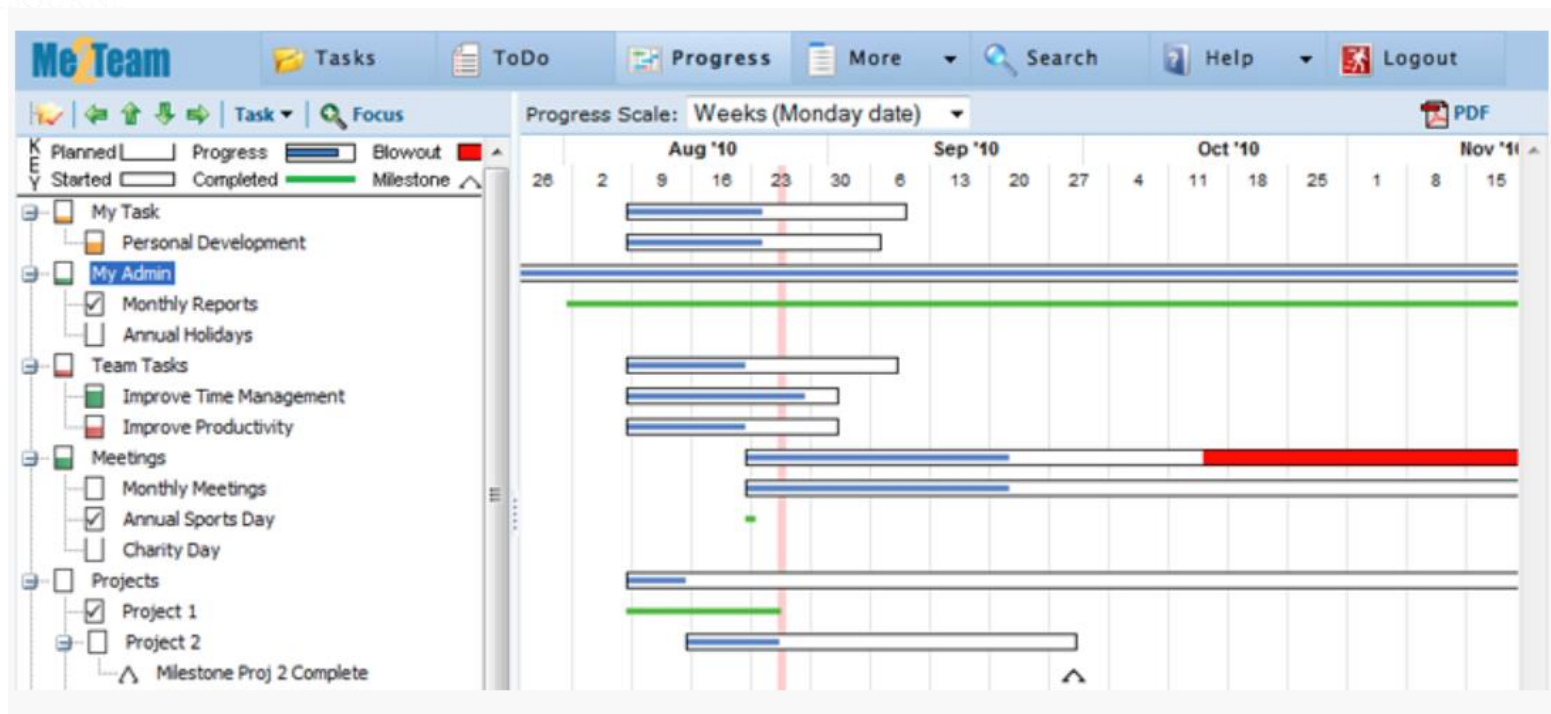 Me2Team Tasks ToDo Progress More Search Help Logout
Task Focus Progress Scale: Weeks (Monday date) PDF
KEY
Planned Progress Blowout
Started Completed Milestone
Aug '10 Sep '10 Oct '10 Nov '1
26 2 9 16 23 30 6 13 20 27 4 11 18 25 1 8 15
My Task
Personal Development
My Admin
Monthly Reports
Annual Holidays
Team Tasks
Improve Time Management
Improve Productivity
Meetings
Monthly Meetings
Annual Sports Day
Charity Day
Projects
Project 1
Project 2
Milestone Proj 2 Complete